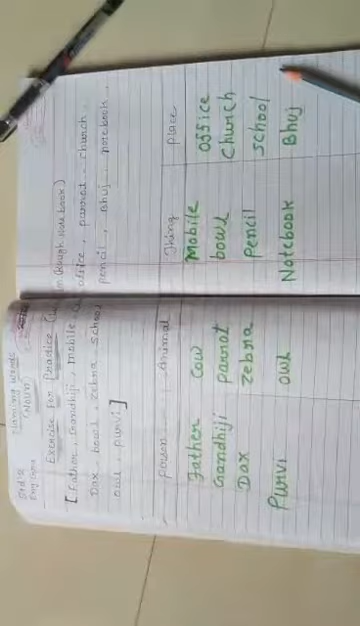 Std:2
English
Naming words
(Noun)
Exercise For Practice (in Rough Note book)
[Father, Gandhiji, mobile, office, parrot, church,
Dax, bowl, zebra, school, pencil, Bhuj, notebook,
owl, Purvi]
person animal Thing place
Father cow Mobile office
Gandhiji parrot bowl church
Dax zebra pencil school
Purvi owl Notebook Bhuj